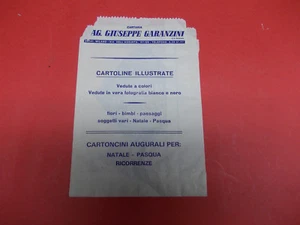 CARTARIA
AG. GIUSEPPE GARANZINI
CARTOLINE ILLUSTRATE
Vedute a colori
Vedute in vera fotografia bianco e nero
fiori - bimbi - paesaggi
soggetti vari - Natale - Pasqua
CARTONCINI AUGURALI PER:
NATALE - PASQUA
RICORRENZE